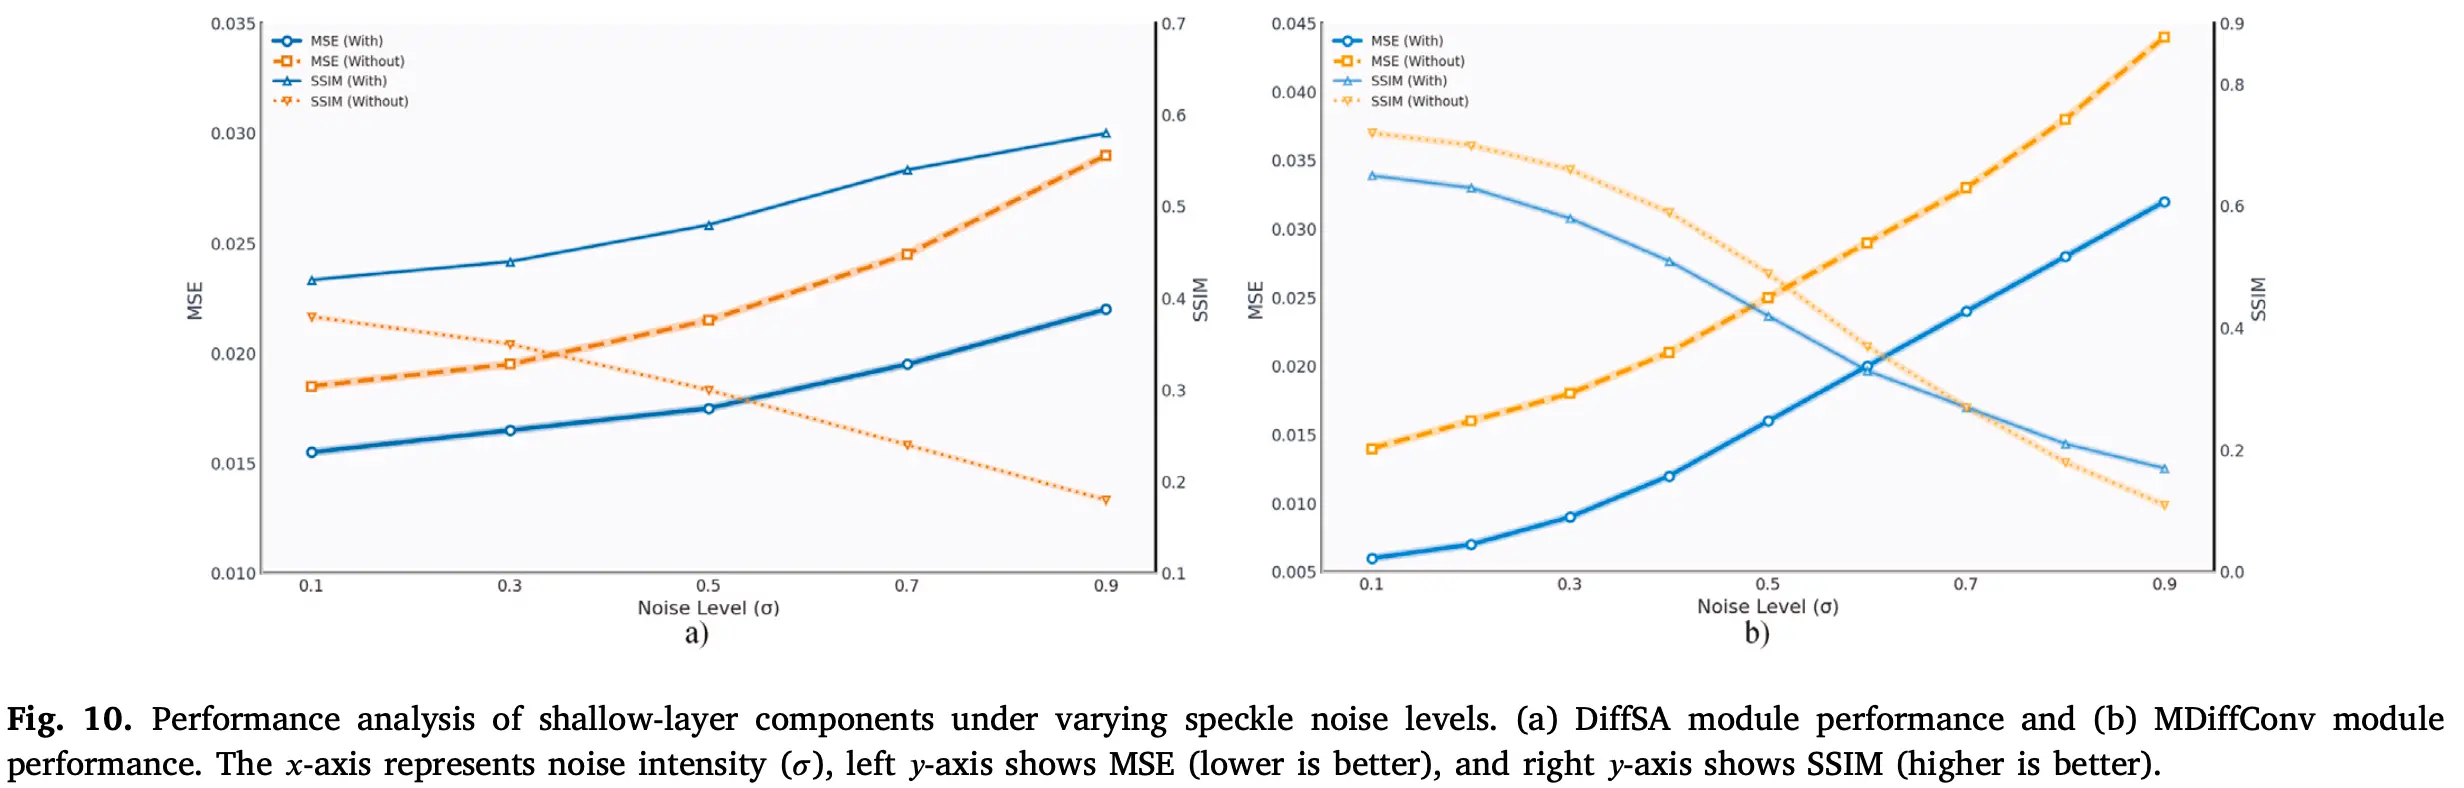 0.035
0.030
0.025
0.020
0.015
0.010
MSE
MSE (With)
MSE (Without)
SSIM (With)
SSIM (Without)
0.7
0.6
0.5
0.4
0.3
0.2
0.1
SSIM
0.1 0.3 0.5 0.7 0.9
Noise Level (σ)
a)
0.045
0.040
0.035
0.030
0.025
0.020
0.015
0.010
0.005
MSE
MSE (With)
MSE (Without)
SSIM (With)
SSIM (Without)
0.9
0.8
0.6
0.4
0.2
0.0
SSIM
0.1 0.3 0.5 0.7 0.9
Noise Level (σ)
b)
Fig. 10. Performance analysis of shallow-layer components under varying speckle noise levels. (a) DiffSA module performance and (b) MDiffConv module
performance. The x-axis represents noise intensity (σ), left y-axis shows MSE (lower is better), and right y-axis shows SSIM (higher is better).